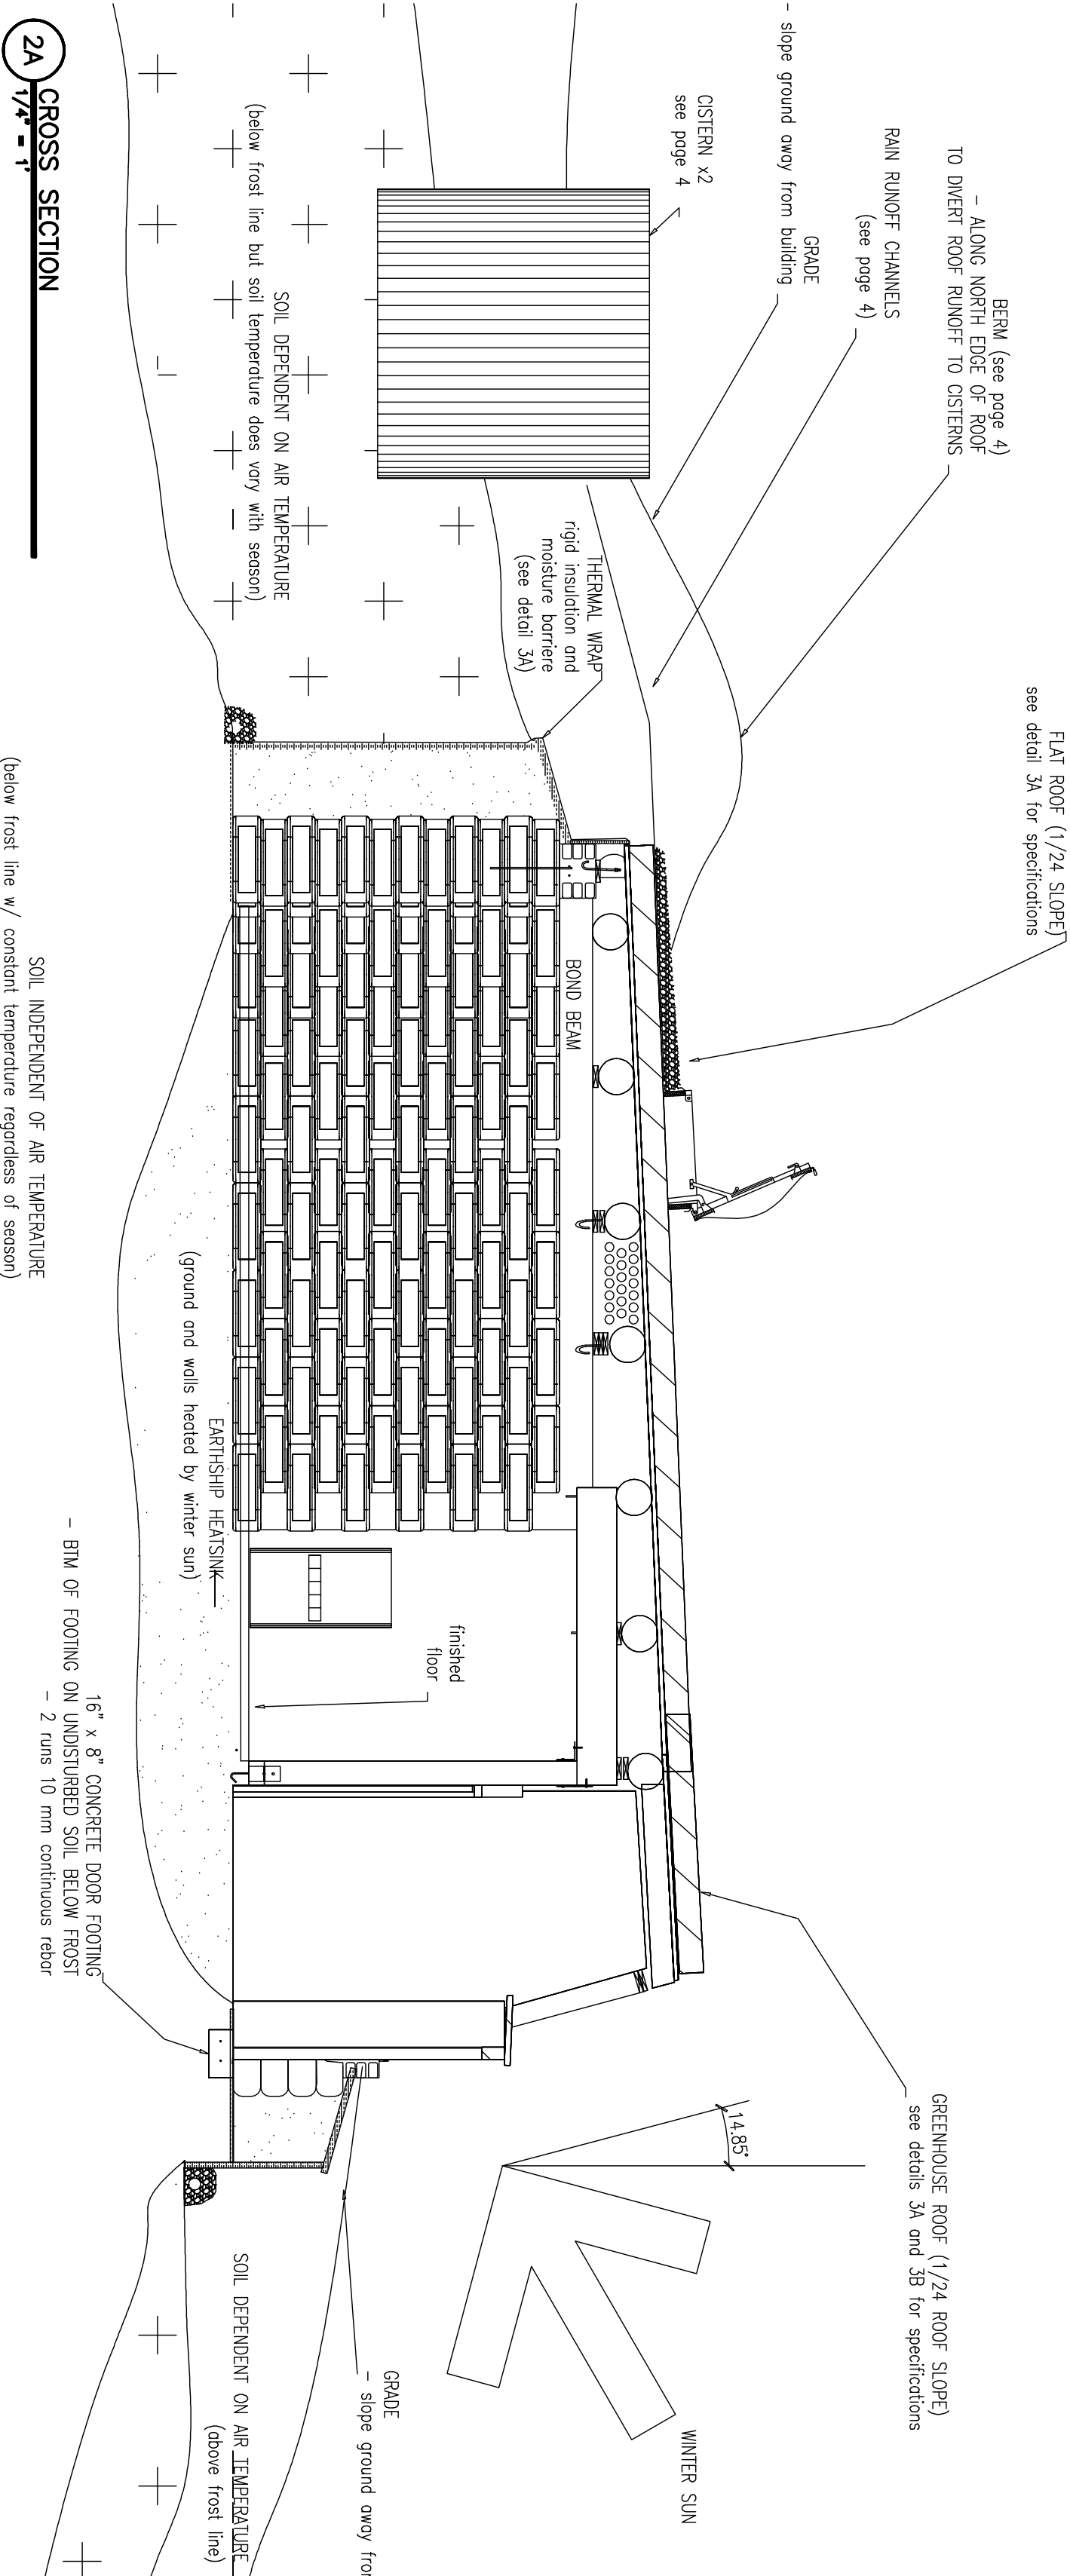 FLAT ROOF (1/24 SLOPE)
see detail 3A for specifications
BERM (see page 4)
- ALONG NORTH EDGE OF ROOF
TO DIVERT ROOF RUNOFF TO CISTERNS
RAIN RUNOFF CHANNELS
(see page 4)
GRADE
- slope ground away from building
CISTERN x2
see page 4
THERMAL WRAP
rigid insulation and
moisture barriere
(see detail 3A)
BOND BEAM
GREENHOUSE ROOF (1/24 ROOF SLOPE)
see details 3A and 3B for specifications
14.85°
WINTER SUN
finished
floor
GRADE
- slope ground away from
SOIL DEPENDENT ON AIR TEMPERATURE
(below frost line but soil temperature does vary with season)
EARTHSHIP HEATSINK
(ground and walls heated by winter sun)
SOIL DEPENDENT ON AIR TEMPERATURE
(above frost line)
16" x 8" CONCRETE DOOR FOOTING
- BTM OF FOOTING ON UNDISTURBED SOIL BELOW FROST
- 2 runs 10 mm continuous rebar
SOIL INDEPENDENT OF AIR TEMPERATURE
(below frost line w/ constant temperature regardless of season)
2A
CROSS SECTION
1/4" = 1'